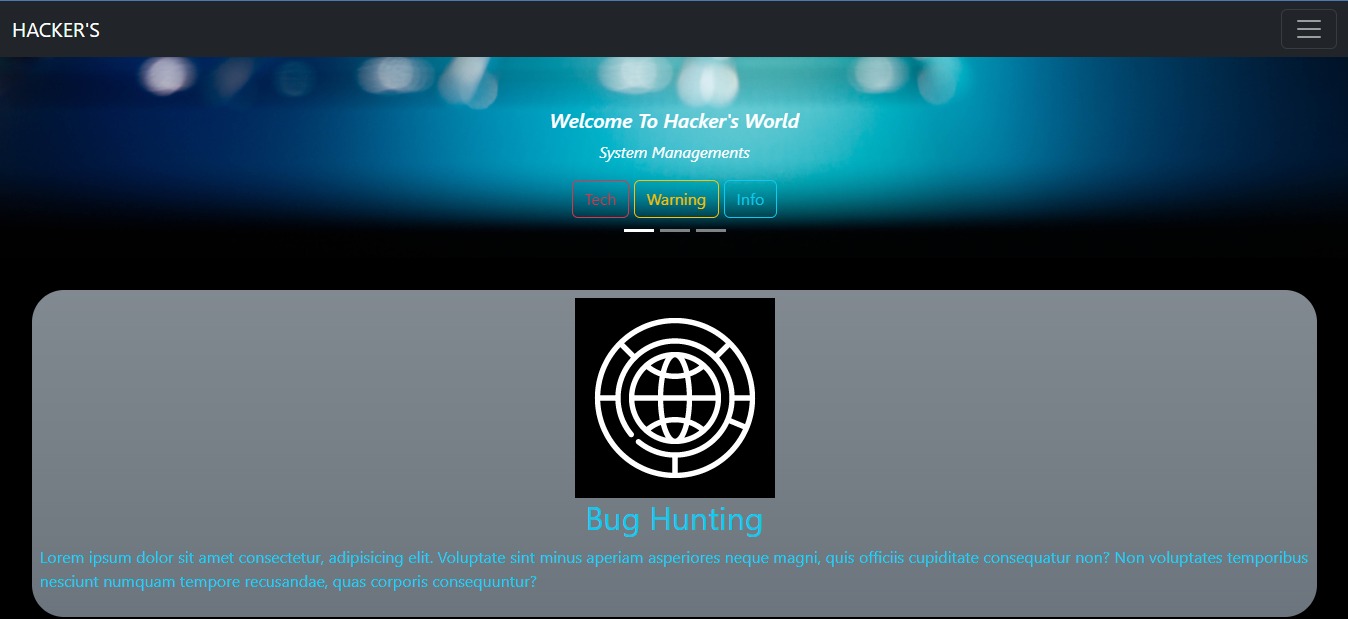 HACKER'S
Welcome To Hacker's World
System Managements
Tech Warning Info
Bug Hunting
Lorem ipsum dolor sit amet consectetur, adipisicing elit. Voluptate sint minus aperiam asperiores neque magni, quis officiis cupiditate consequatur non? Non voluptates temporibus
nesciunt numquam tempore recusandae, quas corporis consequuntur?